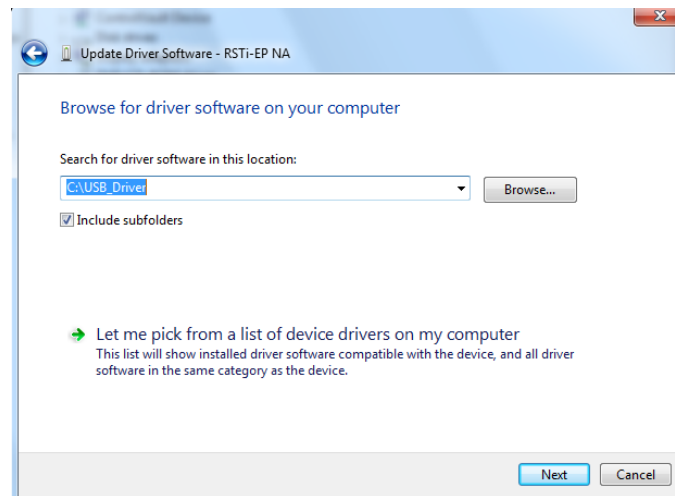 Update Driver Software - RSTi-EP NA
Browse for driver software on your computer
Search for driver software in this location:
C:\USB_Driver
Browse...
Include subfolders
Let me pick from a list of device drivers on my computer
This list will show installed driver software compatible with the device, and all driver
software in the same category as the device.
Next
Cancel